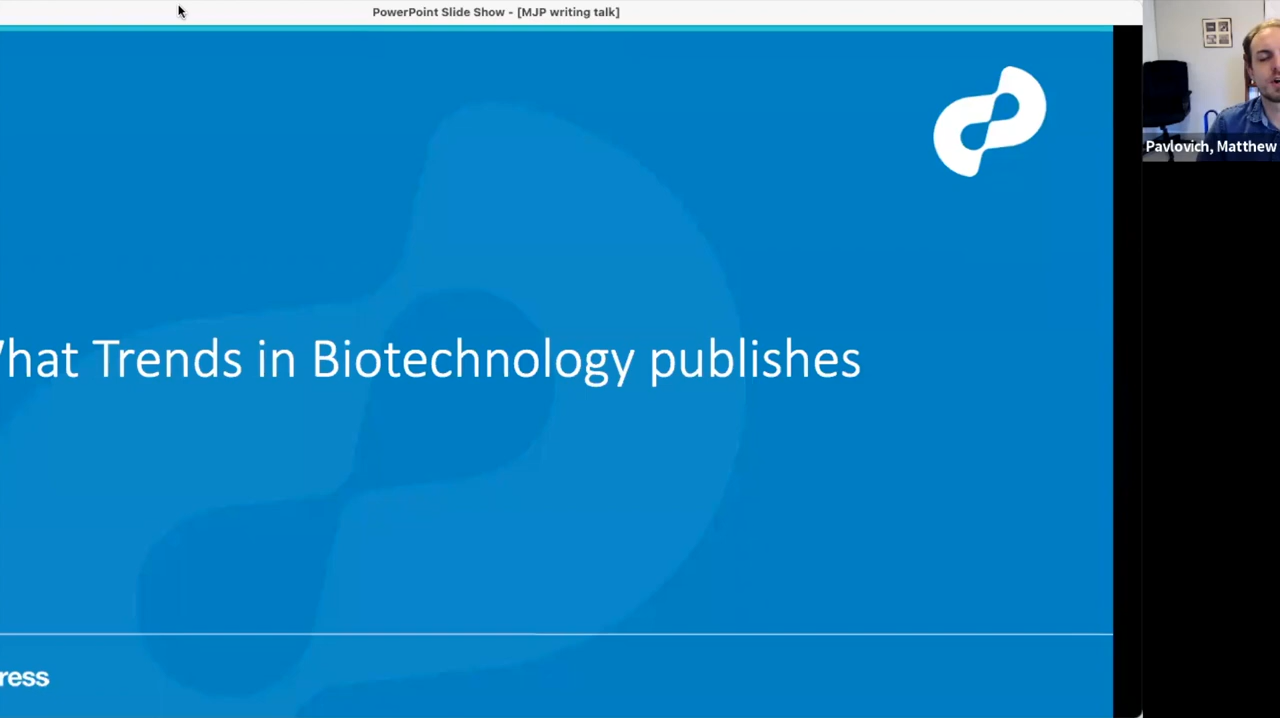 PowerPoint Slide Show - [MJP writing talk]
Pavlovich, Matthew
hat Trends in Biotechnology publishes
ress